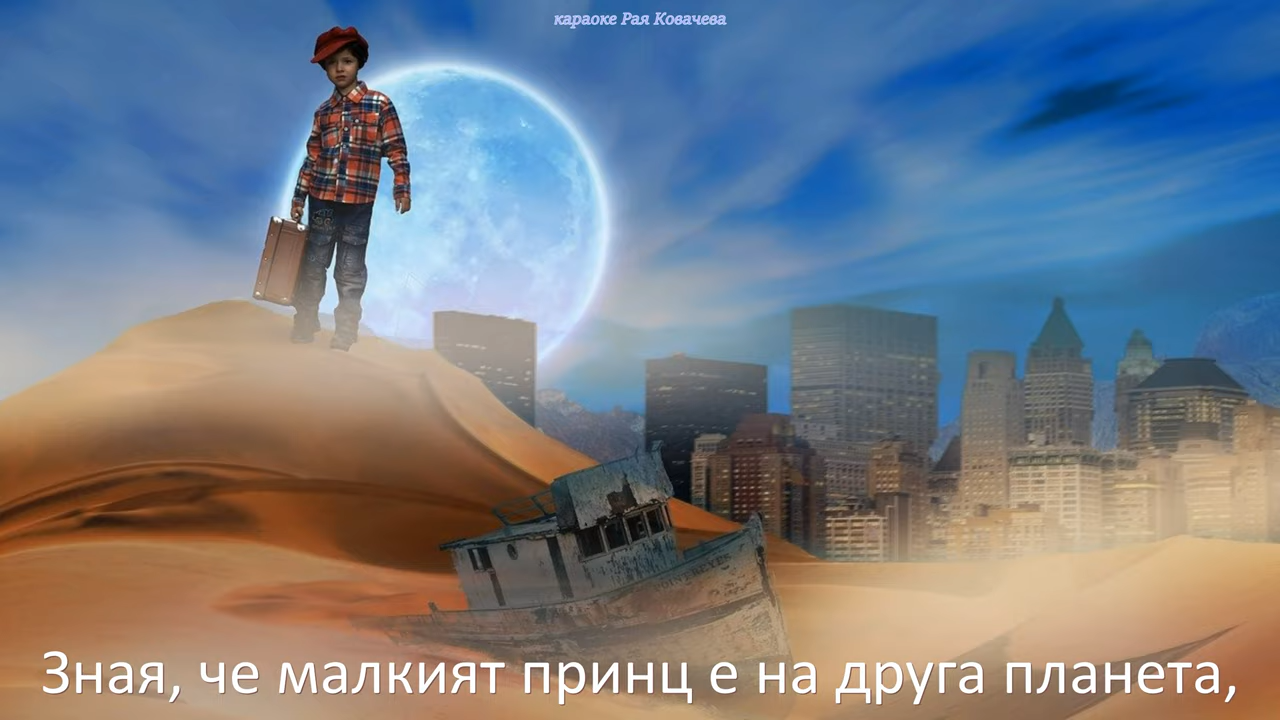 караоке Рая Ковачева
Зная, че малкият принц е на друга планета,